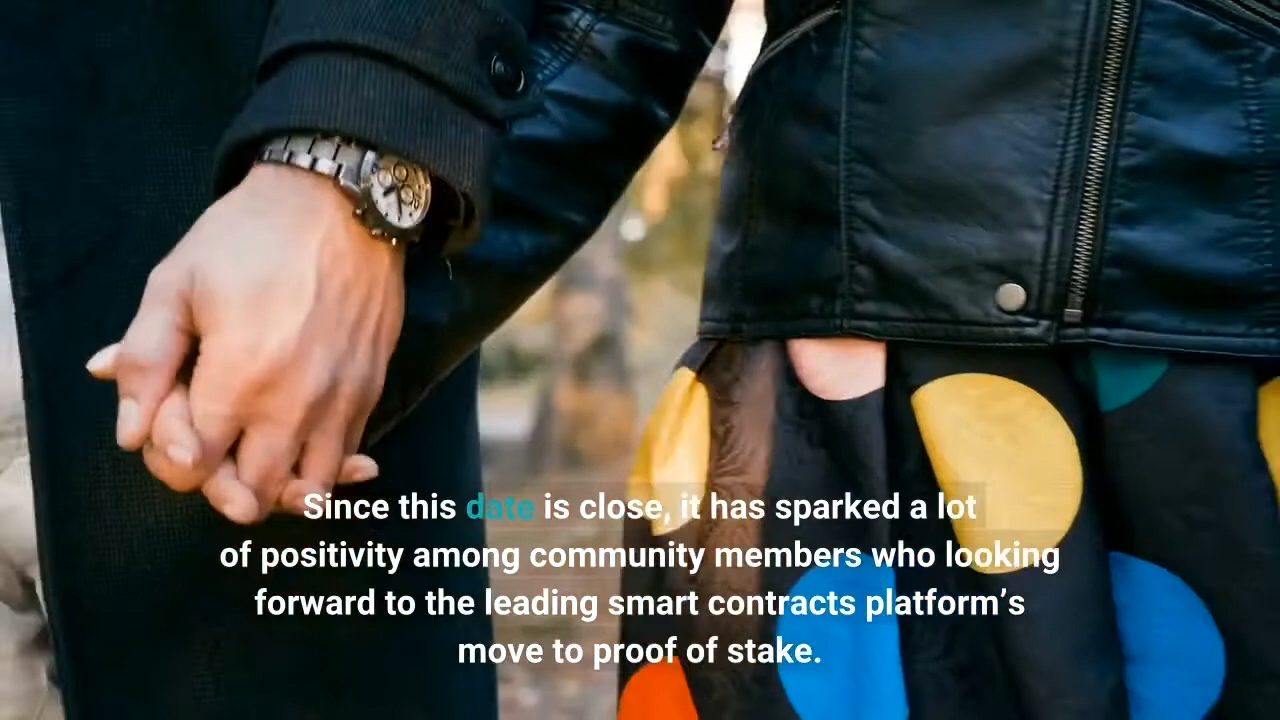 Since this date is close, it has sparked a lot
of positivity among community members who looking
forward to the leading smart contracts platform’s
move to proof of stake.